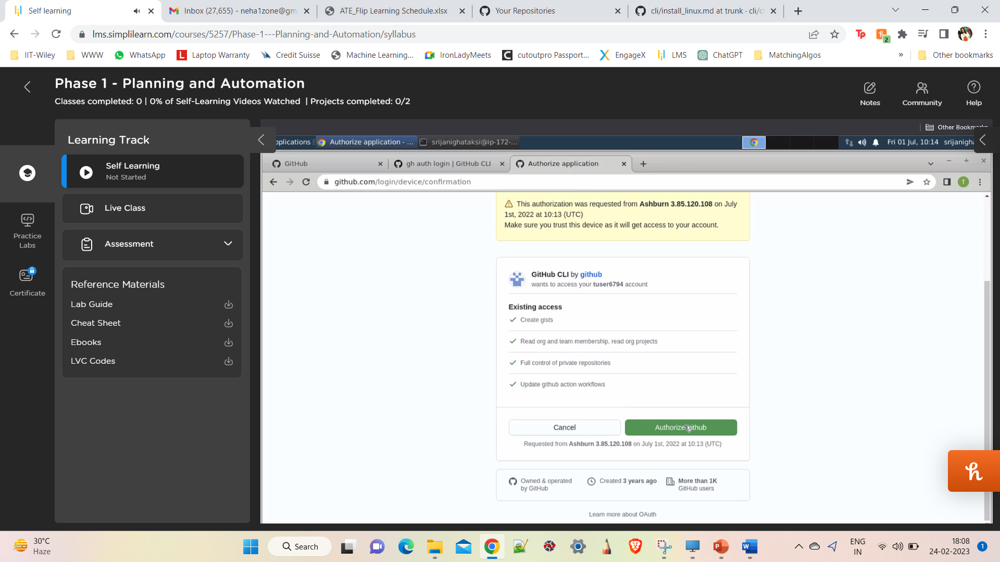 Self learning
Inbox (27,655) - neha1zone@gm
ATE_Flip Learning Schedule.xlsx
Your Repositories
cli/install_linux.md at trunk · cli/cl
lms.simplilearn.com/courses/5257/Phase-1---Planning-and-Automation/syllabus
Tp
2
IIT-Wiley
WWW
WhatsApp
L
Laptop Warranty
Credit Suisse
Machine Learning...
IronLadyMeets
cutoutpro Passport...
EngageX
LMS
ChatGPT
MatchingAlgos
»
Other bookmarks
Phase 1 - Planning and Automation
Classes completed: 0 | 0% of Self-Learning Videos Watched | Projects completed: 0/2
Notes
Community
Help
Learning Track
Self Learning
Not Started
Live Class
Assessment
Practice
Labs
Certificate
Reference Materials
Lab Guide
Cheat Sheet
Ebooks
LVC Codes
Other Bookmarks
pplications
Authorize application - ...
srijanighataksi@ip-172-...
Fri 01 Jul, 10:14
srijanigha
GitHub
gh auth login | GitHub CLI
Authorize application
github.com/login/device/confirmation
T
This authorization was requested from Ashburn 3.85.120.108 on July
1st, 2022 at 10:13 (UTC)
Make sure you trust this device as it will get access to your account.
GitHub CLI by github
wants to access your tuser6794 account
Existing access
Create gists
Read org and team membership, read org projects
Full control of private repositories
Update github action workflows
Cancel
Authorize github
Requested from Ashburn 3.85.120.108 on July 1st, 2022 at 10:13 (UTC)
Owned & operated
by GitHub
Created 3 years ago
More than 1K
GitHub users
Learn more about OAuth
30°C
Haze
Search
ENG
IN
18:08
24-02-2023
1